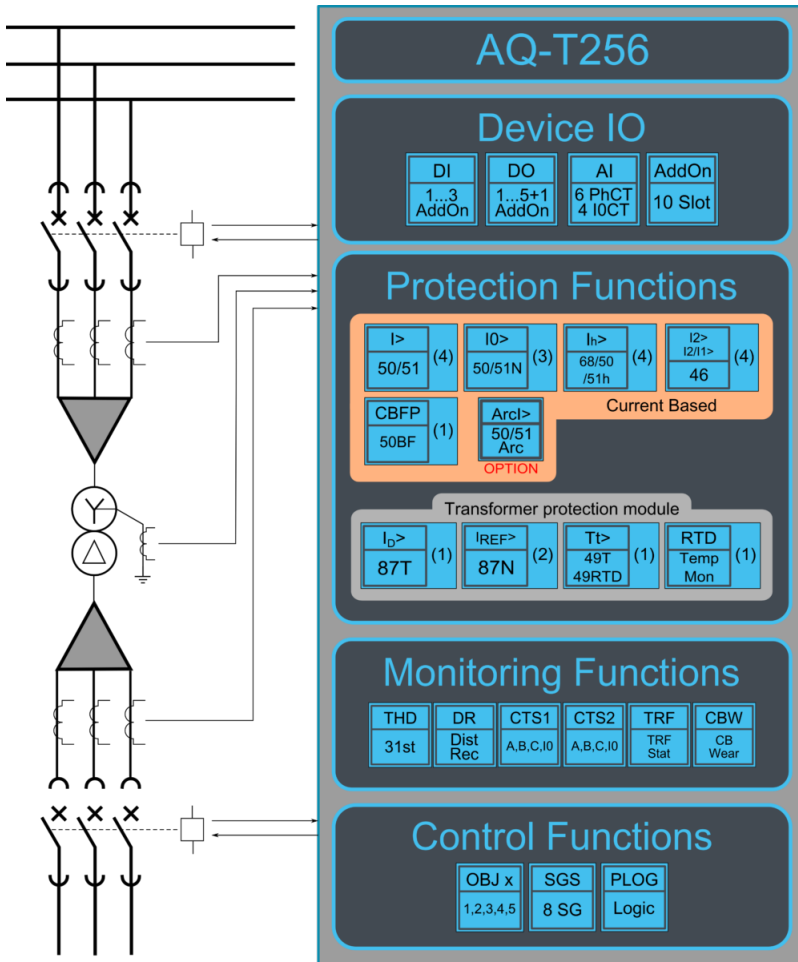 AQ-T256
Device IO
DI
1...3
AddOn
DO
1...5+1
AddOn
AI
6 PhCT
4 I0CT
AddOn
10 Slot
Protection Functions
I>
50/51
(4)
I0>
50/51N
(3)
Ih>
68/50
/51h
(4)
I2>
I2/I1>
46
(4)
CBFP
50BF
(1)
ArcI>
50/51
Arc
OPTION
Current Based
Transformer protection module
ID>
87T
(1)
IREF>
87N
(2)
Tt>
49T
49RTD
(1)
RTD
Temp
Mon
(1)
Monitoring Functions
THD
31st
DR
Dist
Rec
CTS1
A,B,C,I0
CTS2
A,B,C,I0
TRF
TRF
Stat
CBW
CB
Wear
Control Functions
OBJ x
1,2,3,4,5
SGS
8 SG
PLOG
Logic